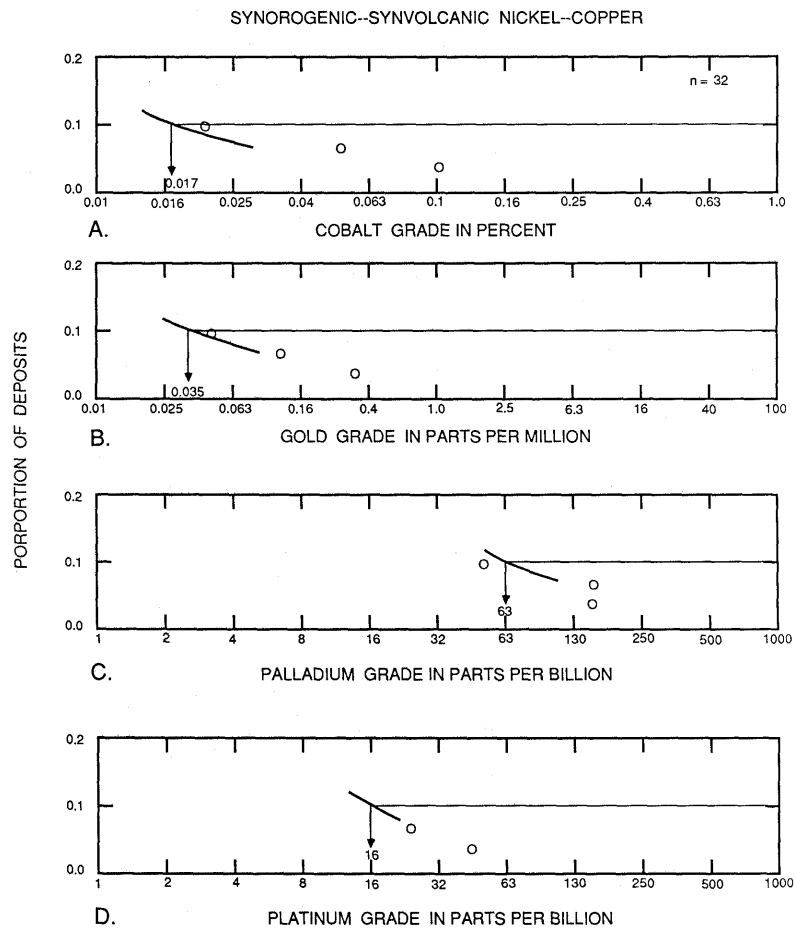 SYNOROGENIC--SYNVOLCANIC NICKEL--COPPER
PORPORTION OF DEPOSITS
0.2
n = 32
0.1
0.0
0.017
0.01 0.016 0.025 0.04 0.063 0.1 0.16 0.25 0.4 0.63 1.0
A. COBALT GRADE IN PERCENT
0.2
0.1
0.0
0.035
0.01 0.025 0.063 0.16 0.4 1.0 2.5 6.3 16 40 100
B. GOLD GRADE IN PARTS PER MILLION
0.2
0.1
0.0
63
1 2 4 8 16 32 63 130 250 500 1000
C. PALLADIUM GRADE IN PARTS PER BILLION
0.2
0.1
0.0
16
1 2 4 8 16 32 63 130 250 500 1000
D. PLATINUM GRADE IN PARTS PER BILLION